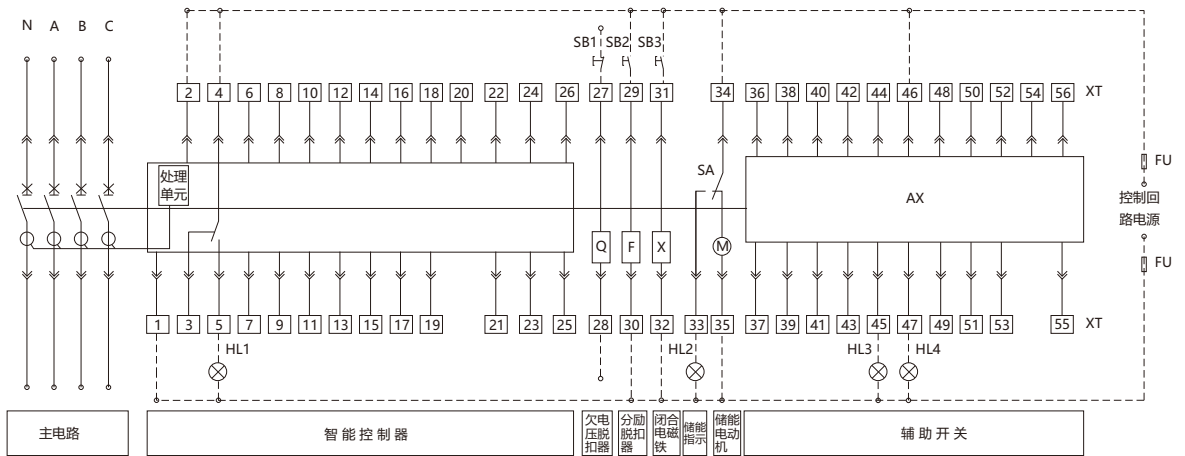 N A B C
SB1 SB2 SB3
2 4 6 8 10 12 14 16 18 20 22 24 26 27 29 31 34 36 38 40 42 44 46 48 50 52 54 56 XT
处理
单元
SA
AX
FU
控制回
路电源
FU
Q F X M
1 3 5 7 9 11 13 15 17 19 21 23 25 28 30 32 33 35 37 39 41 43 45 47 49 51 53 55 XT
HL1 HL2 HL3 HL4
主电路
智能控制器
欠电
压脱
扣器
分励
脱扣
器
闭合
电磁
铁
储能
指示
储能
电动
机
辅助开关